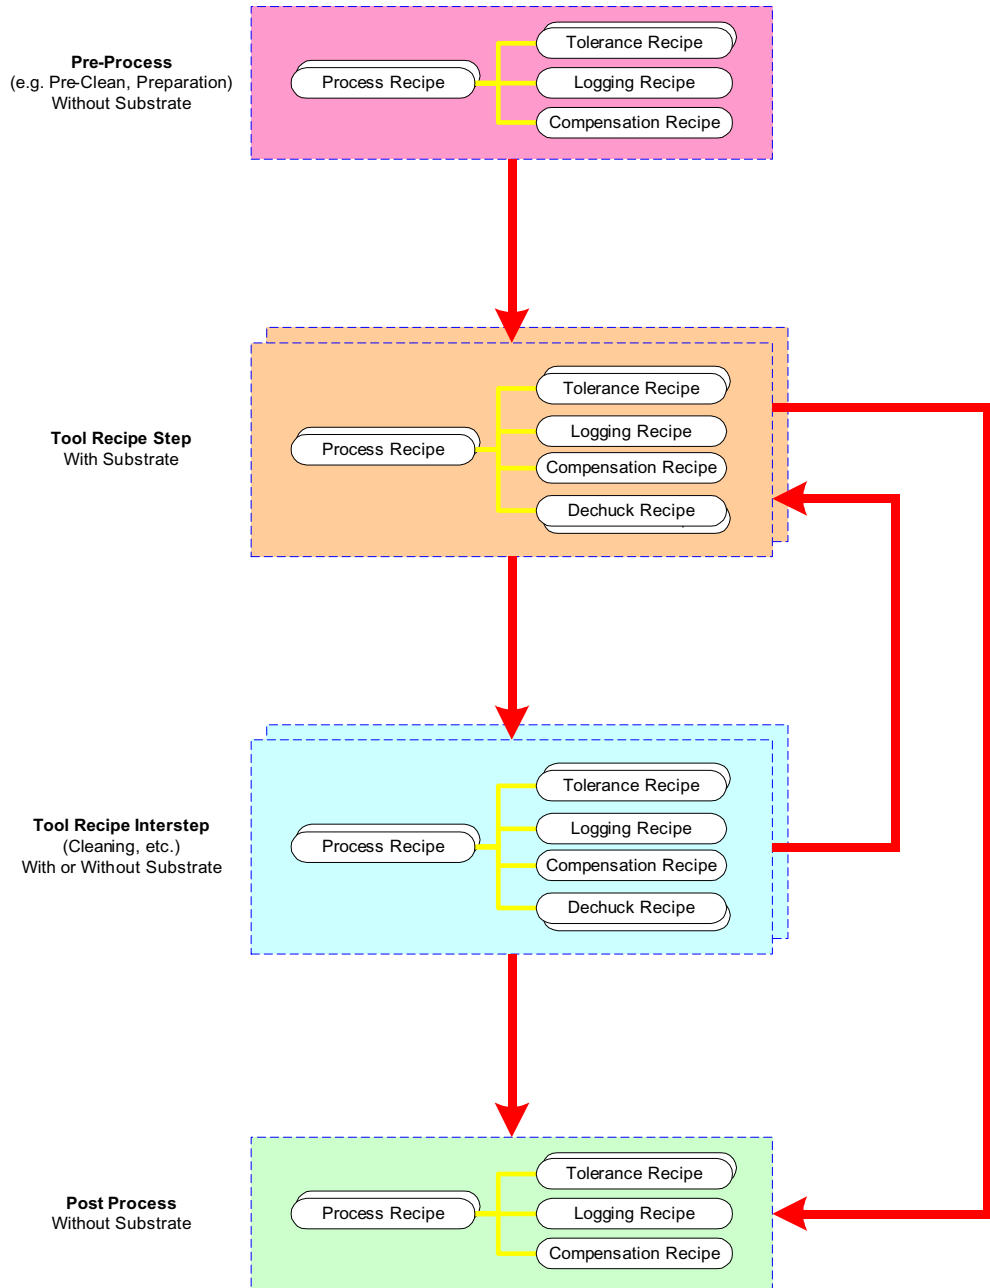 Pre-Process
(e.g. Pre-Clean, Preparation)
Without Substrate
Process Recipe
Tolerance Recipe
Logging Recipe
Compensation Recipe
Tool Recipe Step
With Substrate
Process Recipe
Tolerance Recipe
Logging Recipe
Compensation Recipe
Dechuck Recipe
Tool Recipe Interstep
(Cleaning, etc.)
With or Without Substrate
Process Recipe
Tolerance Recipe
Logging Recipe
Compensation Recipe
Dechuck Recipe
Post Process
Without Substrate
Process Recipe
Tolerance Recipe
Logging Recipe
Compensation Recipe